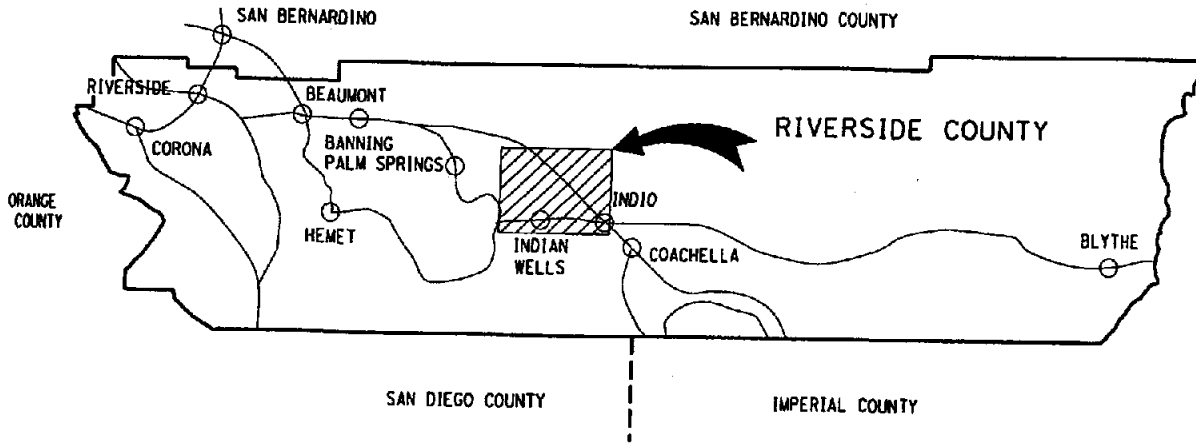 SAN BERNARDINO
SAN BERNARDINO COUNTY
RIVERSIDE
BEAUMONT
RIVERSIDE COUNTY
CORONA
BANNING
PALM SPRINGS
ORANGE
COUNTY
HEMET
INDIO
INDIAN
WELLS
COACHELLA
BLYTHE
SAN DIEGO COUNTY
IMPERIAL COUNTY